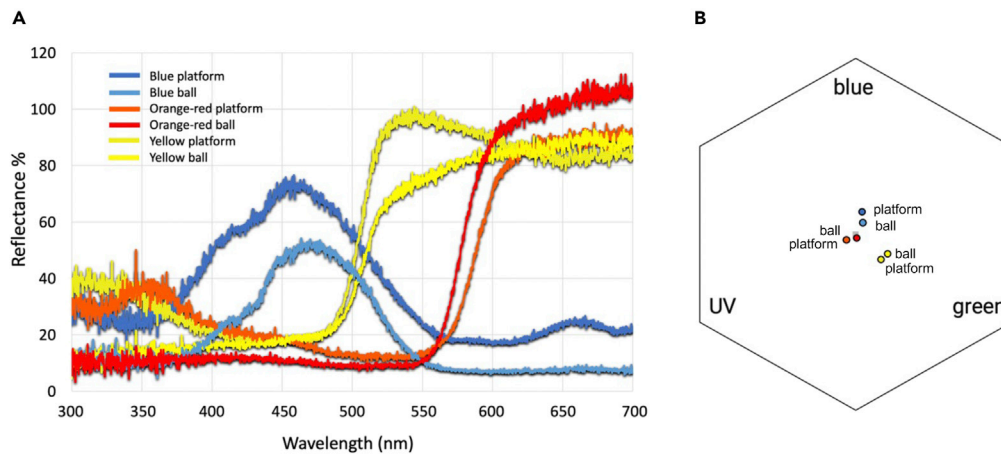 A
B
120
100
80
60
40
20
0
Reflectance %
Blue platform
Blue ball
Orange-red platform
Orange-red ball
Yellow platform
Yellow ball
300 350 400 450 500 550 600 650 700
Wavelength (nm)
blue
platform
ball
ball
platform
ball
platform
UV
green